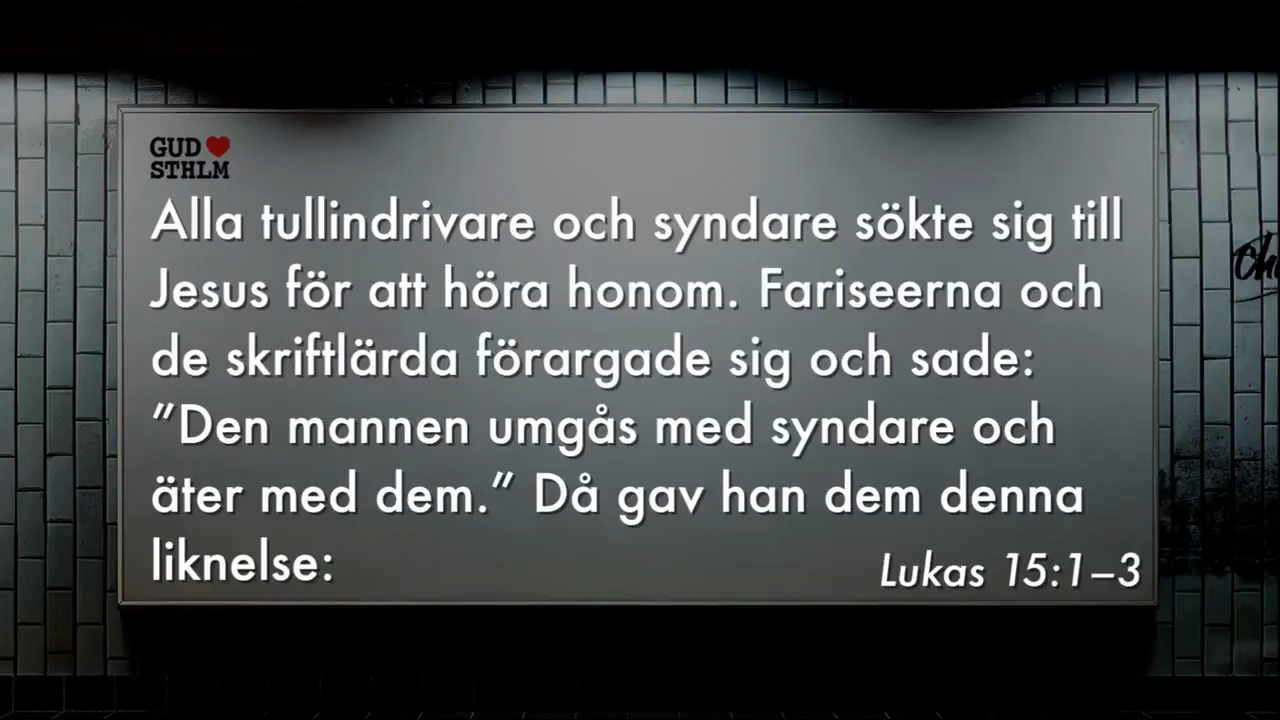 GUD❤
STHLM
Alla tullindrivare och syndare sökte sig till
Jesus för att höra honom. Fariseerna och
de skriftlärda förargade sig och sade:
”Den mannen umgås med syndare och
äter med dem.” Då gav han dem denna
liknelse:
Lukas 15:1–3